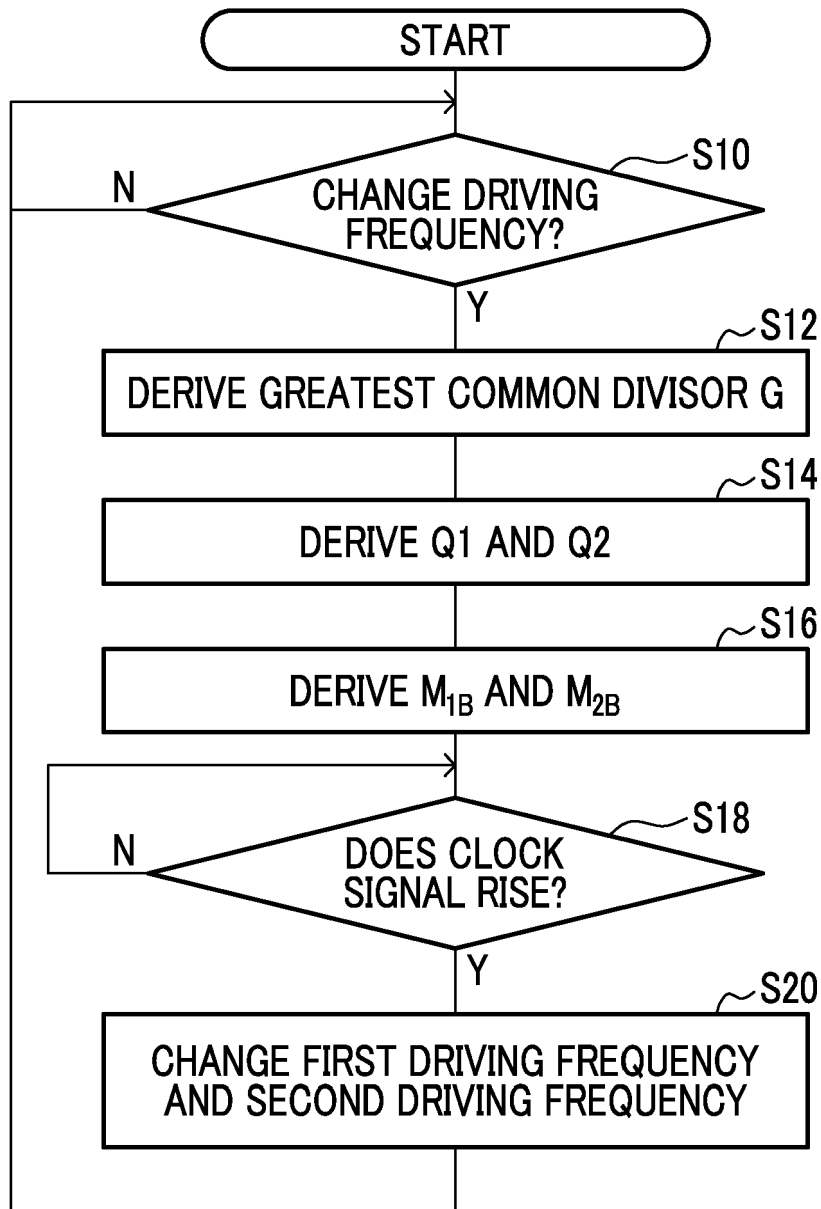 START
S10
N
CHANGE DRIVING
FREQUENCY?
Y
S12
DERIVE GREATEST COMMON DIVISOR G
S14
DERIVE Q1 AND Q2
S16
DERIVE M1B AND M2B
S18
N
DOES CLOCK
SIGNAL RISE?
Y
S20
CHANGE FIRST DRIVING FREQUENCY
AND SECOND DRIVING FREQUENCY